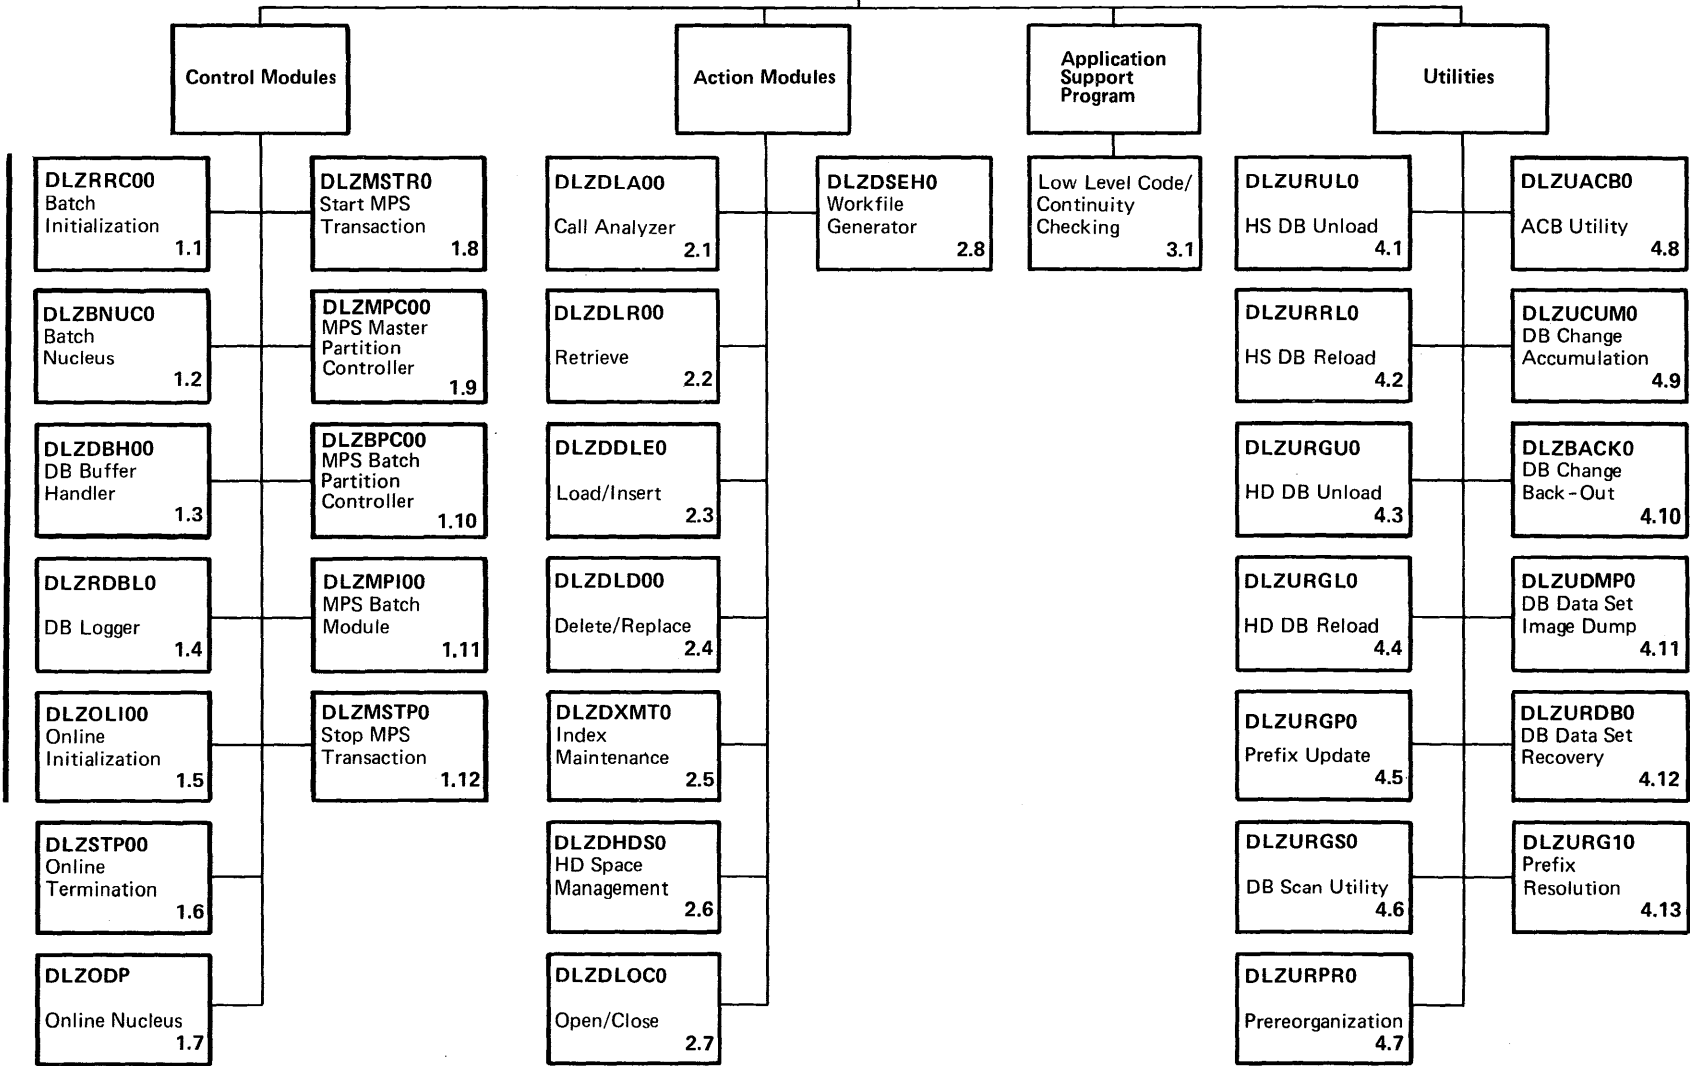 Control Modules
Action Modules
Application
Support
Program
Utilities
DLZRRC00
Batch
Initialization
1.1
DLZBNUC0
Batch
Nucleus
1.2
DLZDBH00
DB Buffer
Handler
1.3
DLZRDBL0
DB Logger
1.4
DLZOLI00
Online
Initialization
1.5
DLZSTP00
Online
Termination
1.6
DLZODP
Online Nucleus
1.7
DLZMSTR0
Start MPS
Transaction
1.8
DLZMPC00
MPS Master
Partition
Controller
1.9
DLZBPC00
MPS Batch
Partition
Controller
1.10
DLZMPI00
MPS Batch
Module
1.11
DLZMSTP0
Stop MPS
Transaction
1.12
DLZDLA00
Call Analyzer
2.1
DLZDLR00
Retrieve
2.2
DLZDDLE0
Load/Insert
2.3
DLZDLD00
Delete/Replace
2.4
DLZDXMT0
Index
Maintenance
2.5
DLZDHDS0
HD Space
Management
2.6
DLZDLOC0
Open/Close
2.7
DLZDSEH0
Workfile
Generator
2.8
Low Level Code/
Continuity
Checking
3.1
DLZURUL0
HS DB Unload
4.1
DLZURRL0
HS DB Reload
4.2
DLZURGU0
HD DB Unload
4.3
DLZURGL0
HD DB Reload
4.4
DLZURGP0
Prefix Update
4.5
DLZURGS0
DB Scan Utility
4.6
DLZURPR0
Prereorganization
4.7
DLZUACB0
ACB Utility
4.8
DLZUCUM0
DB Change
Accumulation
4.9
DLZBACK0
DB Change
Back-Out
4.10
DLZUDMP0
DB Data Set
Image Dump
4.11
DLZURDB0
DB Data Set
Recovery
4.12
DLZURG10
Prefix
Resolution
4.13